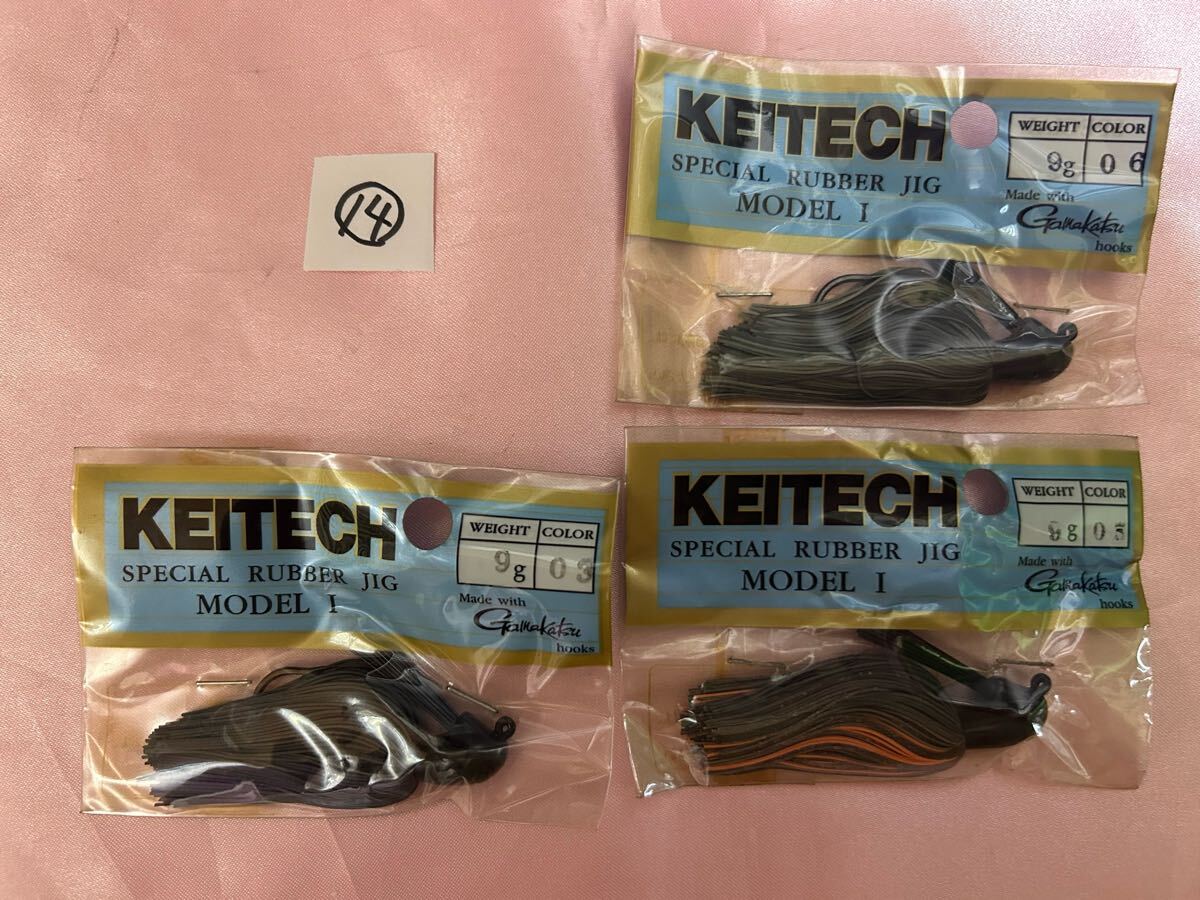 ⑭
KEITECH
SPECIAL RUBBER JIG
MODEL I
WEIGHT COLOR
9g 06
Made with
Gamakatsu
hooks
KEITECH
SPECIAL RUBBER JIG
MODEL I
WEIGHT COLOR
9g 03
Made with
Gamakatsu
hooks
KEITECH
SPECIAL RUBBER JIG
MODEL I
WEIGHT COLOR
9g 05
Made with
Gamakatsu
hooks